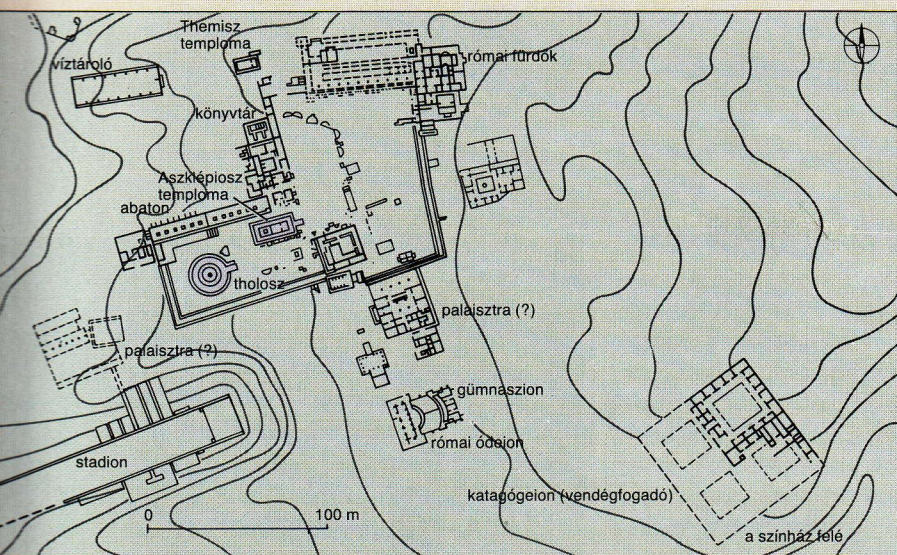 Themisz
temploma
víztároló
római fürdők
könyvtár
Aszklépiosz
temploma
abaton
tholosz
palaisztra (?)
palaisztra (?)
gümnaszion
római ódeion
stadion
katagógeion (vendégfogadó)
0 100 m
a színház felé